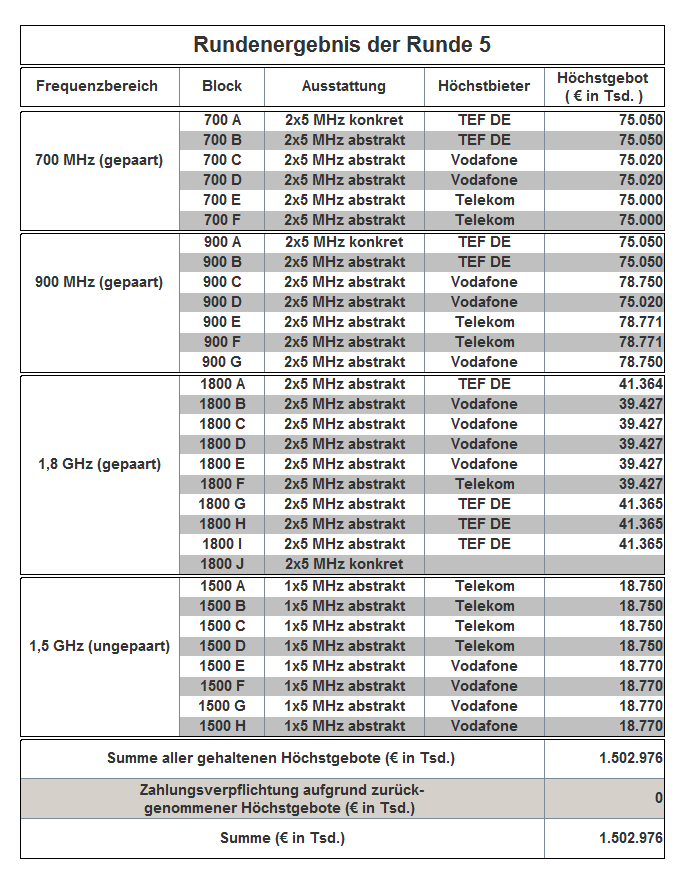 Rundenergebnis der Runde 5
Frequenzbereich Block Ausstattung Höchstbieter Höchstgebot
( € in Tsd. )
700 A 2x5 MHz konkret TEF DE 75.050
700 B 2x5 MHz abstrakt TEF DE 75.050
700 MHz (gepaart) 700 C 2x5 MHz abstrakt Vodafone 75.020
700 D 2x5 MHz abstrakt Vodafone 75.020
700 E 2x5 MHz abstrakt Telekom 75.000
700 F 2x5 MHz abstrakt Telekom 75.000
900 A 2x5 MHz konkret TEF DE 75.050
900 B 2x5 MHz abstrakt TEF DE 75.050
900 MHz (gepaart) 900 C 2x5 MHz abstrakt Vodafone 78.750
900 D 2x5 MHz abstrakt Vodafone 75.020
900 E 2x5 MHz abstrakt Telekom 78.771
900 F 2x5 MHz abstrakt Telekom 78.771
900 G 2x5 MHz abstrakt Vodafone 78.750
1800 A 2x5 MHz abstrakt TEF DE 41.364
1800 B 2x5 MHz abstrakt Vodafone 39.427
1800 C 2x5 MHz abstrakt Vodafone 39.427
1800 D 2x5 MHz abstrakt Vodafone 39.427
1,8 GHz (gepaart) 1800 E 2x5 MHz abstrakt Vodafone 39.427
1800 F 2x5 MHz abstrakt Telekom 39.427
1800 G 2x5 MHz abstrakt TEF DE 41.365
1800 H 2x5 MHz abstrakt TEF DE 41.365
1800 I 2x5 MHz abstrakt TEF DE 41.365
1800 J 2x5 MHz konkret
1500 A 1x5 MHz abstrakt Telekom 18.750
1500 B 1x5 MHz abstrakt Telekom 18.750
1500 C 1x5 MHz abstrakt Telekom 18.750
1,5 GHz (ungepaart) 1500 D 1x5 MHz abstrakt Telekom 18.750
1500 E 1x5 MHz abstrakt Vodafone 18.770
1500 F 1x5 MHz abstrakt Vodafone 18.770
1500 G 1x5 MHz abstrakt Vodafone 18.770
1500 H 1x5 MHz abstrakt Vodafone 18.770
Summe aller gehaltenen Höchstgebote (€ in Tsd.) 1.502.976
Zahlungsverpflichtung aufgrund zurück-
genommener Höchstgebote (€ in Tsd.) 0
Summe (€ in Tsd.) 1.502.976